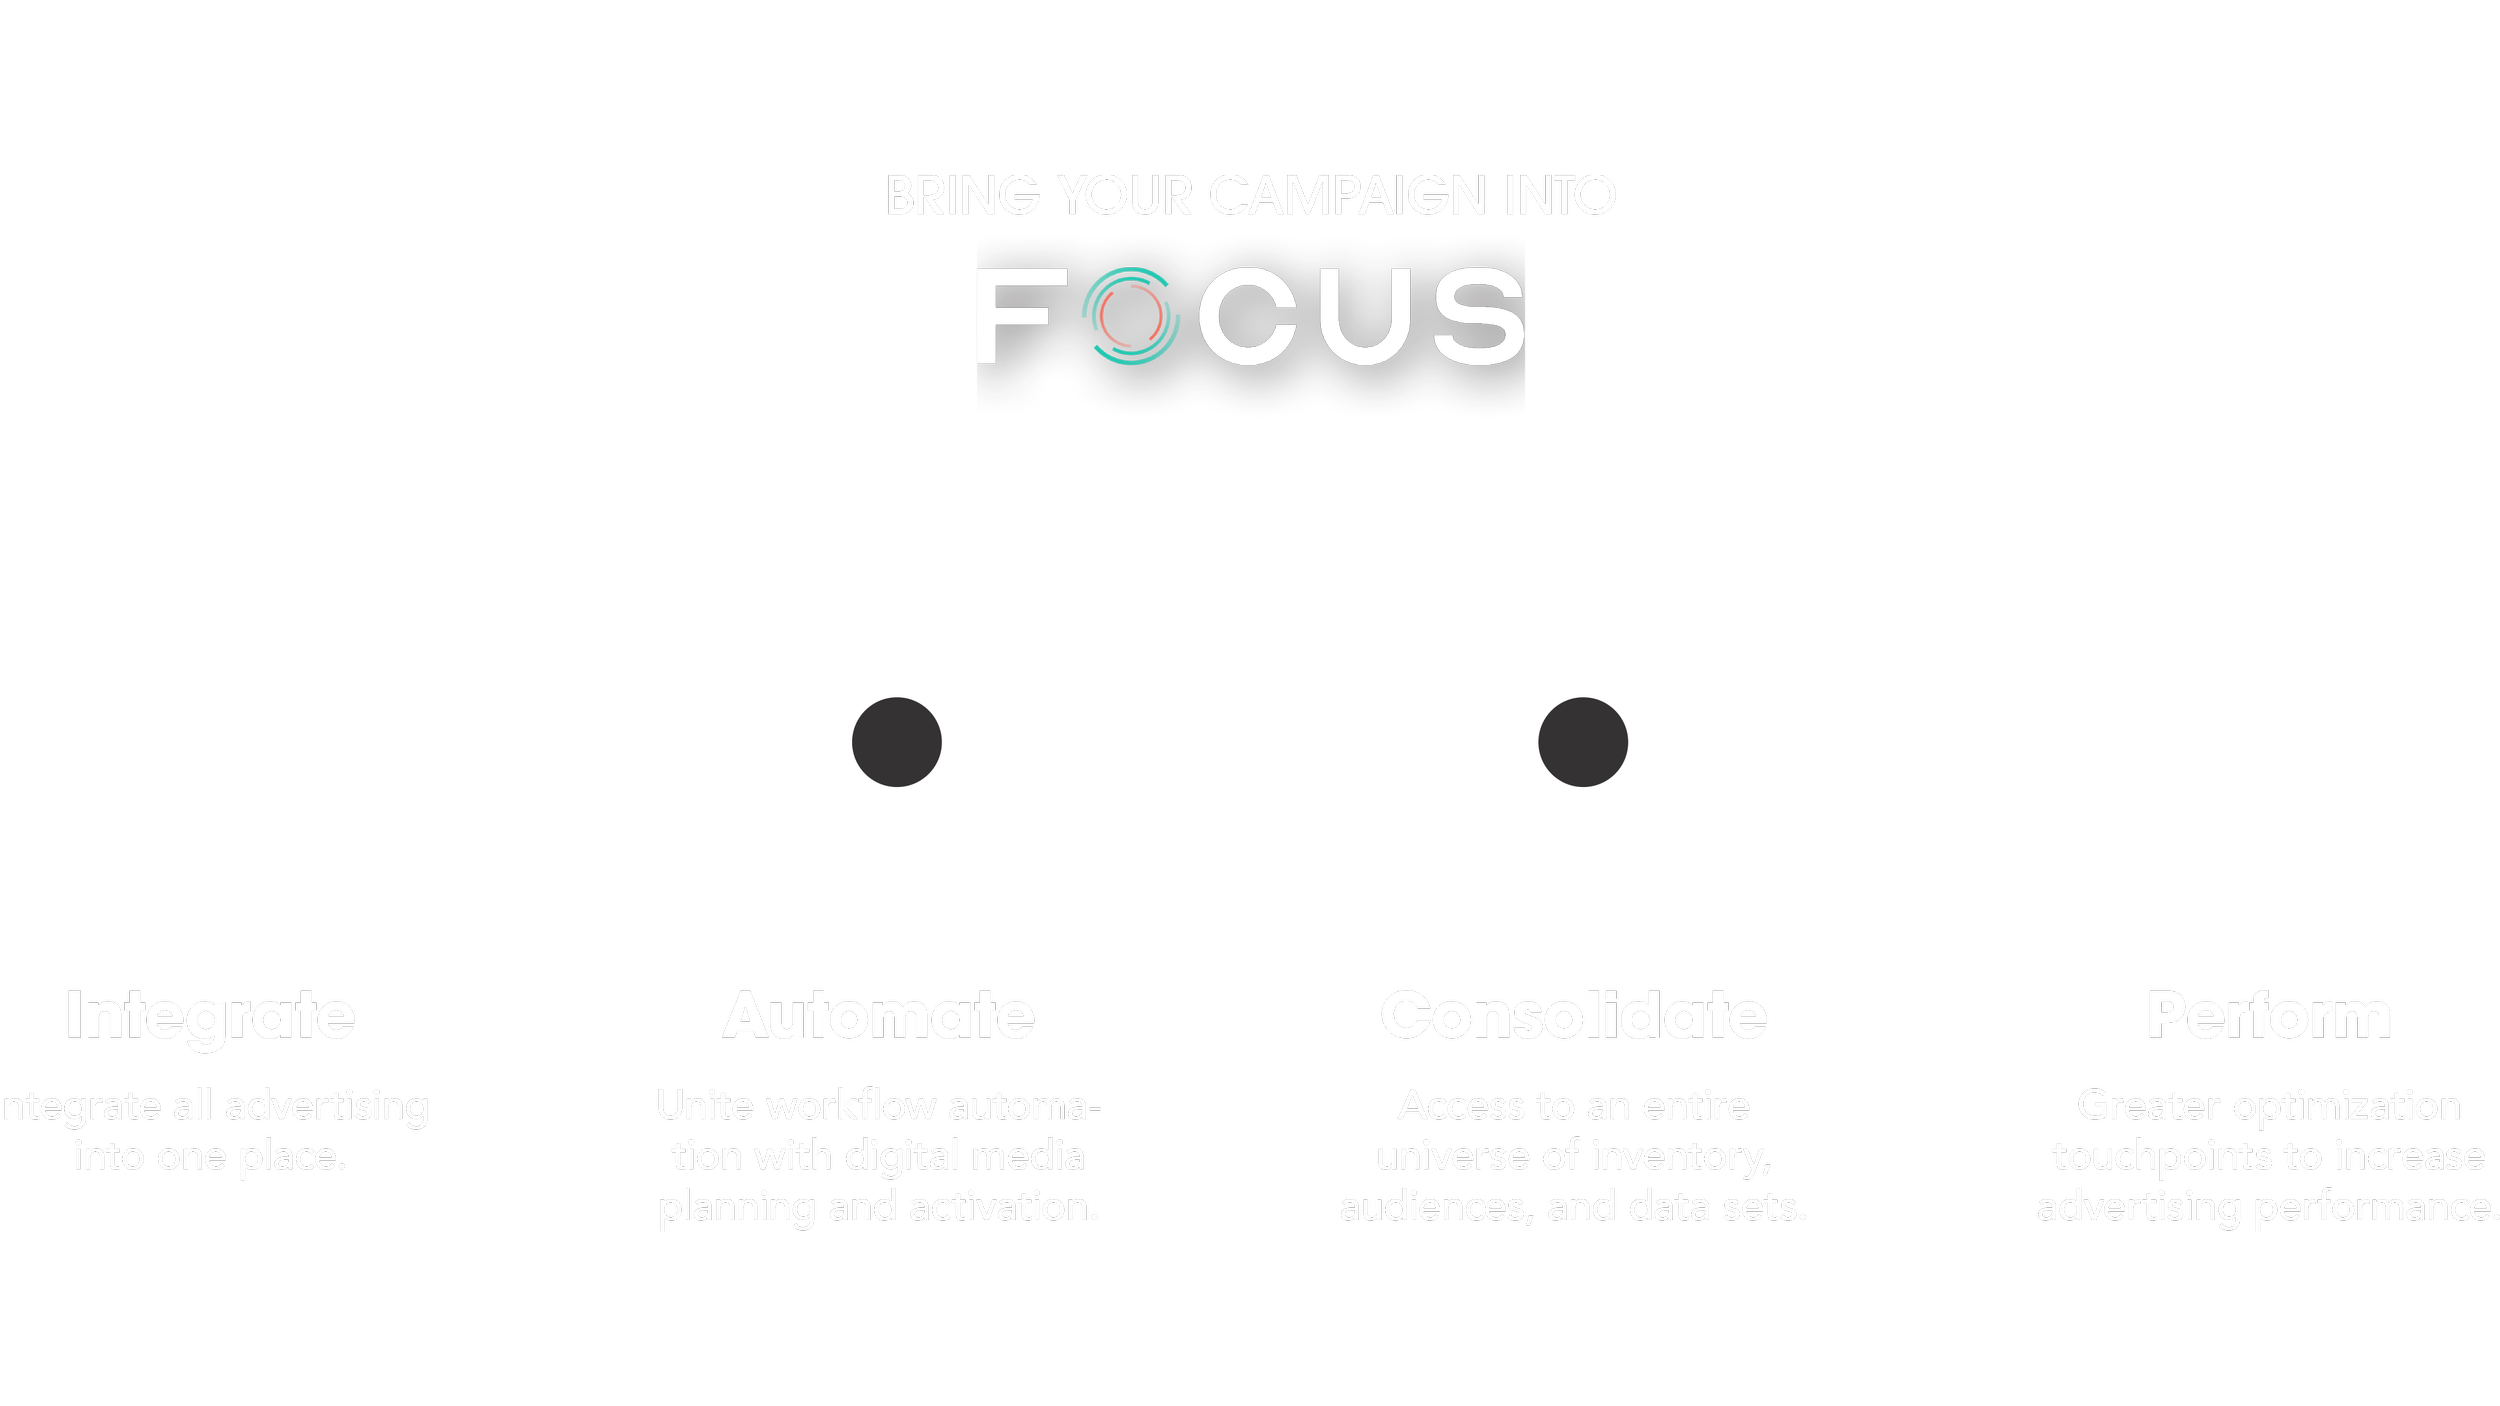 BRING YOUR CAMPAIGN INTO
FOCUS
Integrate
ntegrate all advertising
into one place.
Automate
Unite workflow automa-
tion with digital media
planning and activation.
Consolidate
Access to an entire
universe of inventory,
audiences, and data sets.
Perform
Greater optimization
touchpoints to increase
advertising performance.